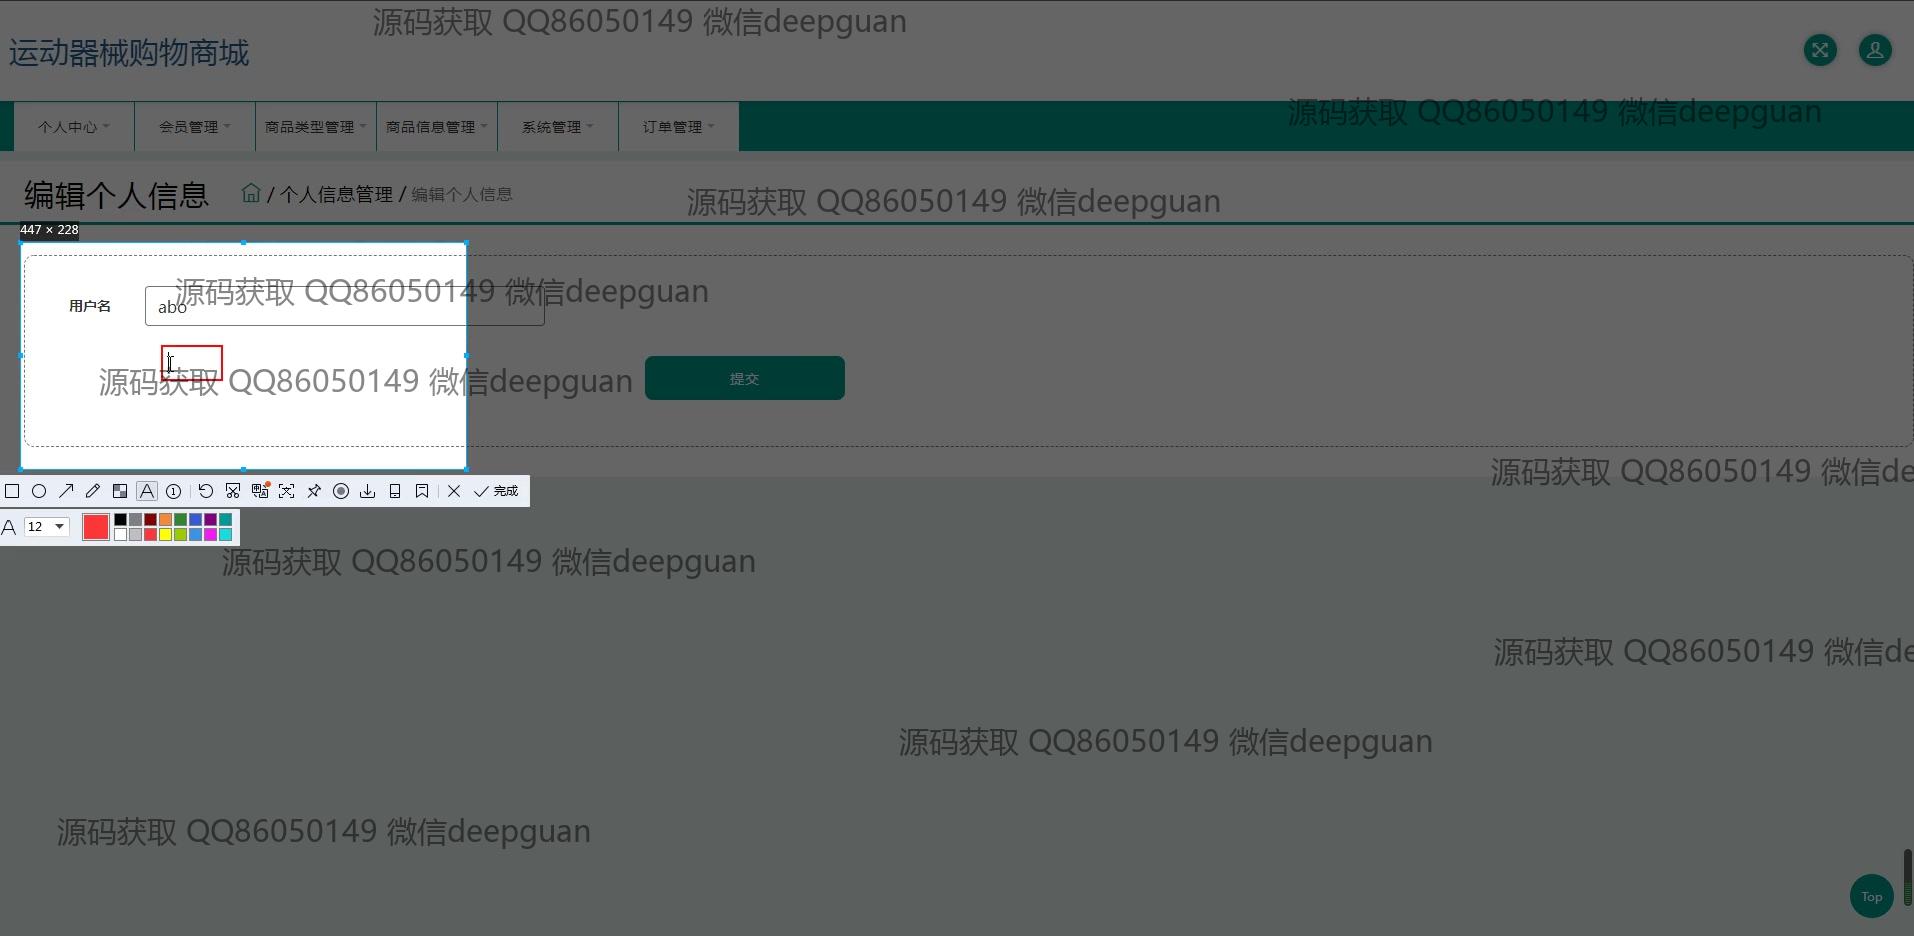 源码获取 QQ86050149 微信deepguan
运动器械购物商城
源码获取 QQ86050149 微信deepguan
个人中心 会员管理 商品类型管理 商品信息管理 系统管理 订单管理
编辑个人信息 / 个人信息管理 / 编辑个人信息
源码获取 QQ86050149 微信deepguan
447 × 228
源码获取 QQ86050149 微信deepguan
用户名 abo
源码获取 QQ86050149 微信deepguan
提交
源码获取 QQ86050149 微信de
完成
A 12
源码获取 QQ86050149 微信deepguan
源码获取 QQ86050149 微信de
源码获取 QQ86050149 微信deepguan
源码获取 QQ86050149 微信deepguan
Top